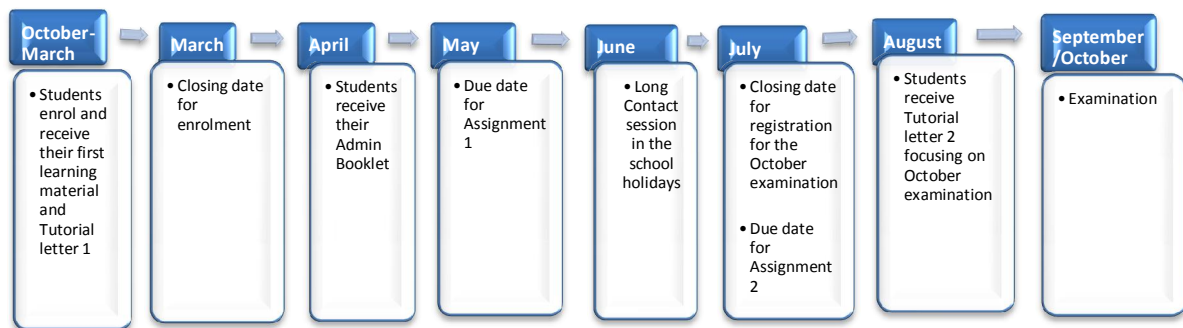 October-
March
• Students
enrol and
receive
their first
learning
material
and
Tutorial
letter 1
March
• Closing date
for
enrolment
April
• Students
receive
their
Admin
Booklet
May
• Due date
for
Assignment
1
June
• Long
Contact
session
in the
school
holidays
July
• Closing date
for
registration
for the
October
examination
• Due date
for
Assignment
2
August
• Students
receive
Tutorial
letter 2
focusing on
October
examination
September
/October
• Examination